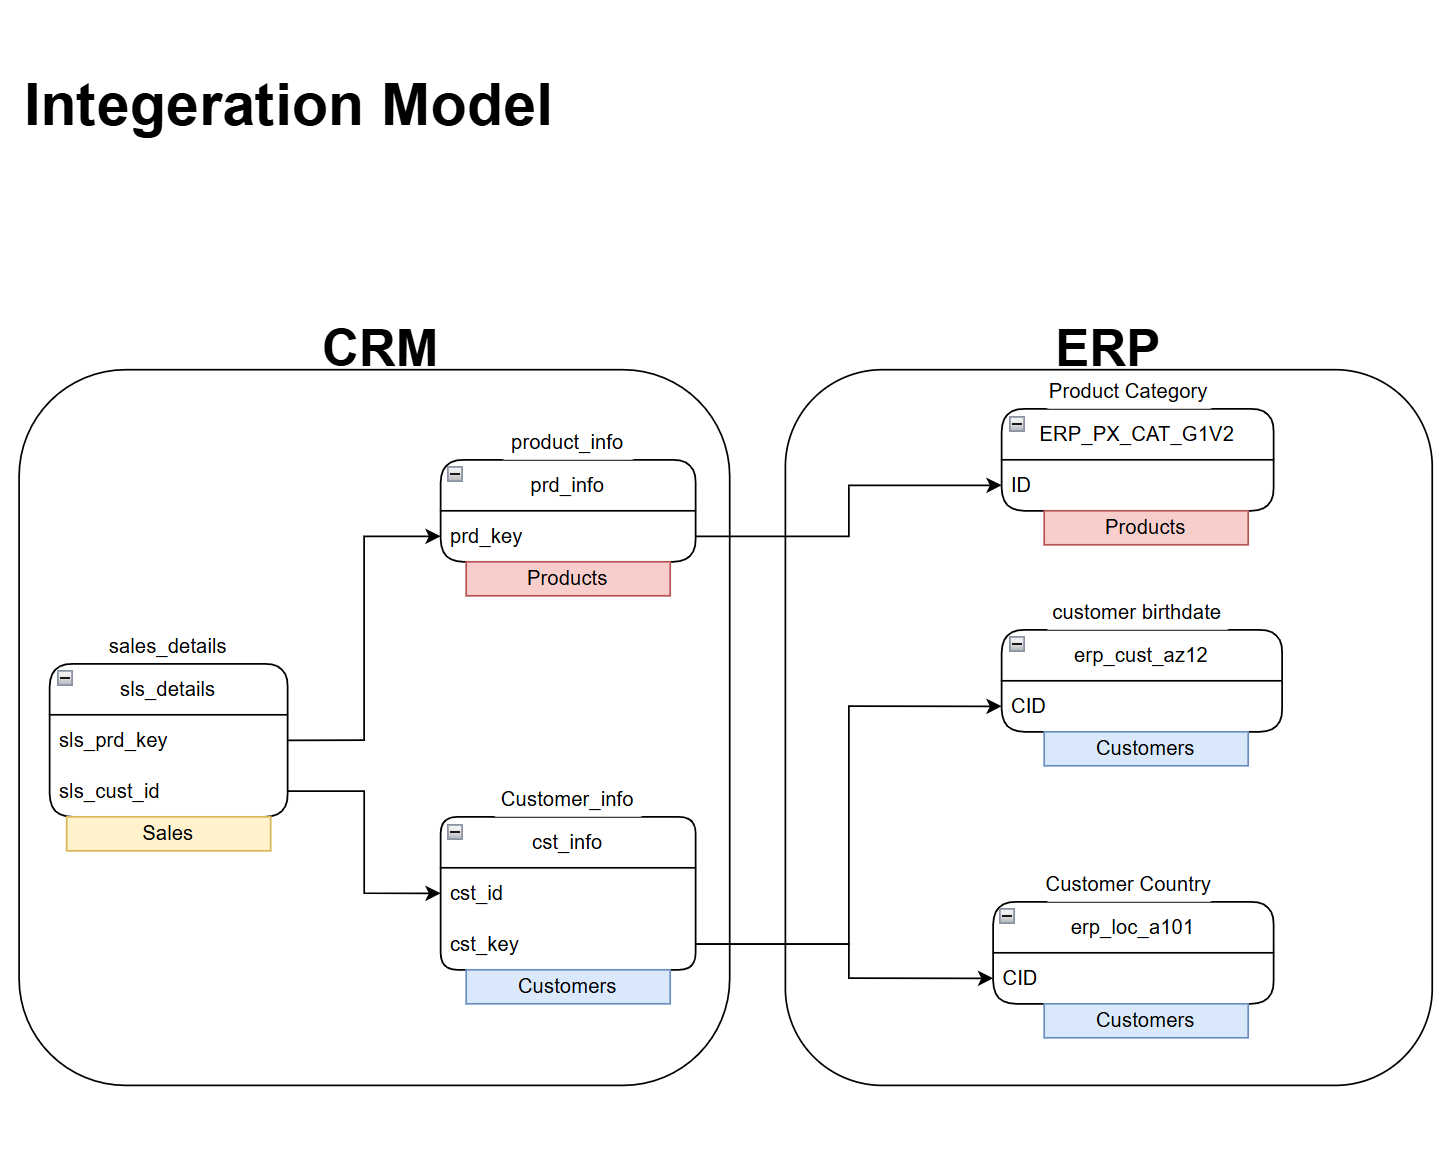 Integeration Model
CRM
product_info
prd_info
prd_key
Products
sales_details
sls_details
sls_prd_key
sls_cust_id
Sales
Customer_info
cst_info
cst_id
cst_key
Customers
ERP
Product Category
ERP_PX_CAT_G1V2
ID
Products
customer birthdate
erp_cust_az12
CID
Customers
Customer Country
erp_loc_a101
CID
Customers